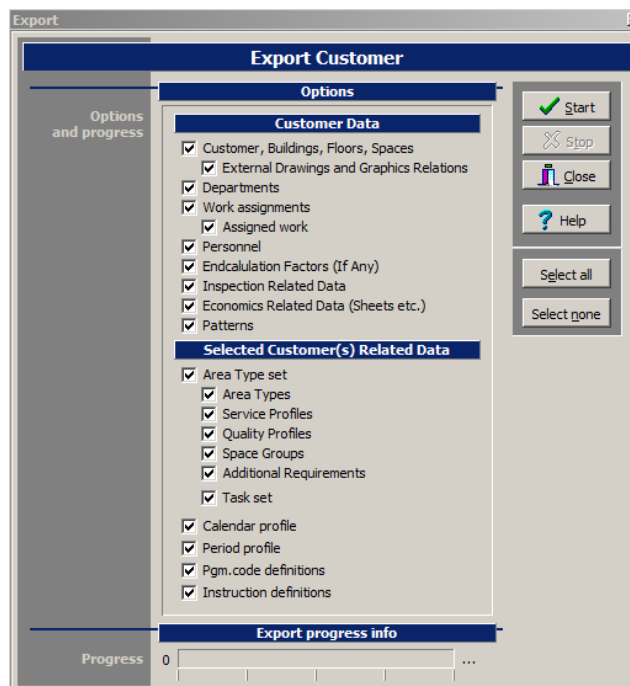 Export
Export Customer
Options
Options
and progress
Customer Data
Customer, Buildings, Floors, Spaces
External Drawings and Graphics Relations
Departments
Work assignments
Assigned work
Personnel
Endcalulation Factors (If Any)
Inspection Related Data
Economics Related Data (Sheets etc.)
Patterns
Selected Customer(s) Related Data
Area Type set
Area Types
Service Profiles
Quality Profiles
Space Groups
Additional Requirements
Task set
Calendar profile
Period profile
Pgm.code definitions
Instruction definitions
Start
Stop
Close
Help
Select all
Select none
Export progress info
Progress 0 ...